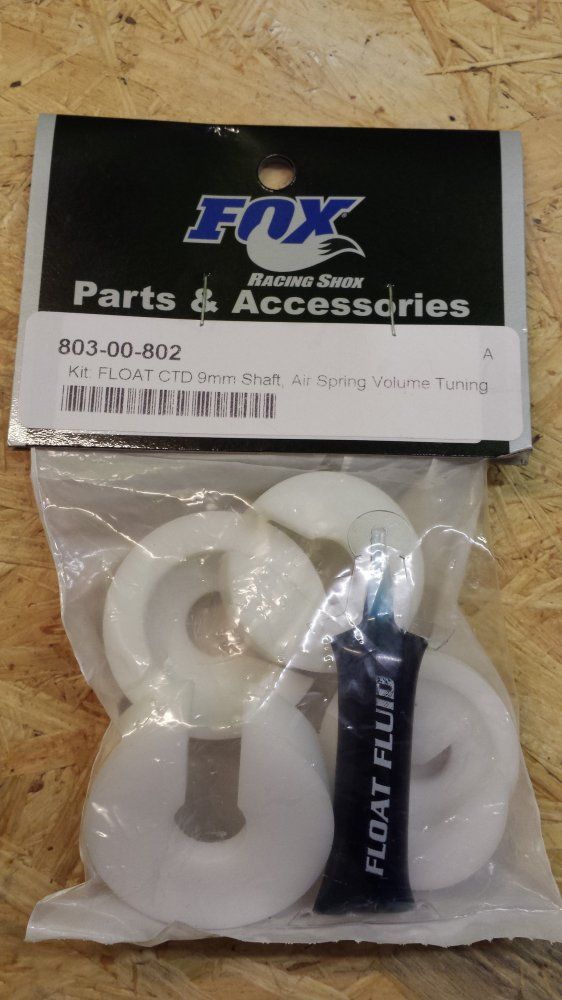 FOX
RACING SHOX
Parts & Accessories
803-00-802
A
Kit: FLOAT CTD 9mm Shaft, Air Spring Volume Tuning
FLOAT FLUID